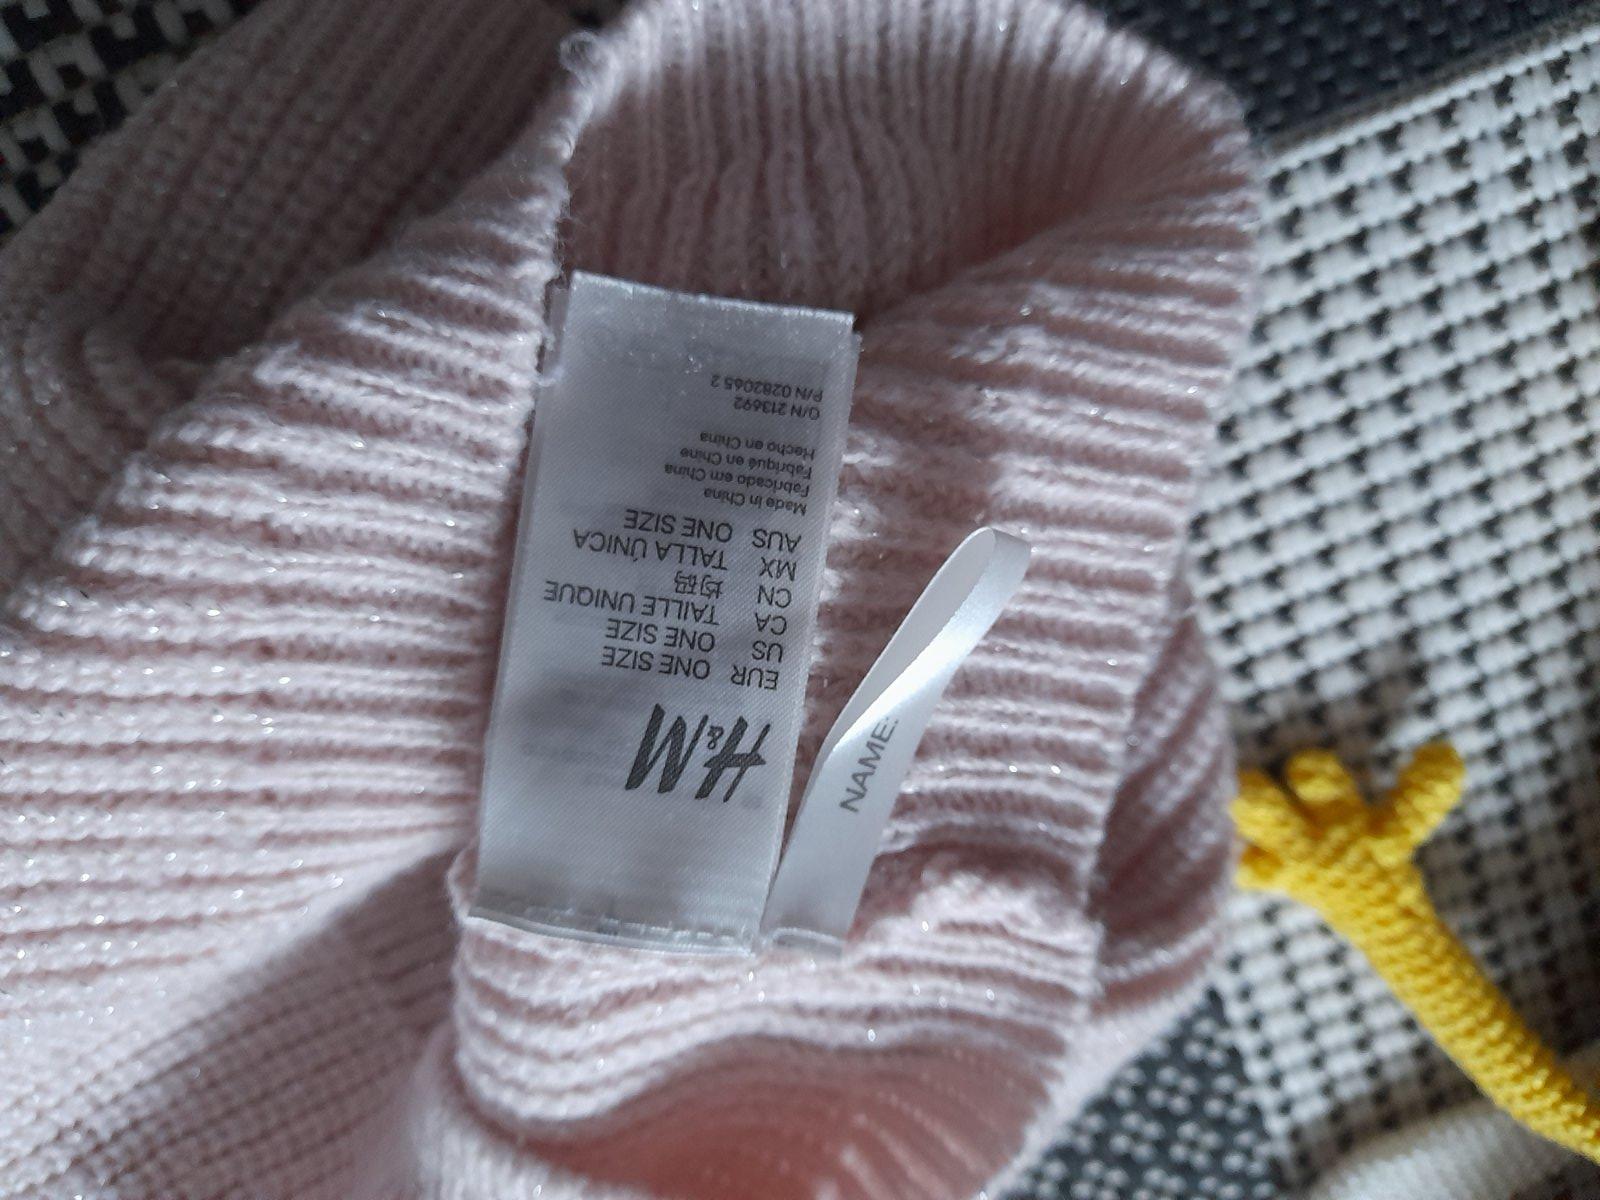 H&M
EUR ONE SIZE
US ONE SIZE
CA TAILLE UNIQUE
CN 均码
MX TALLA ÚNICA
AUS ONE SIZE
Made in China
Fabricado em China
Fabriqué en Chine
Hecho en China
O/N 213692
P/N 0282065 2
NAME: